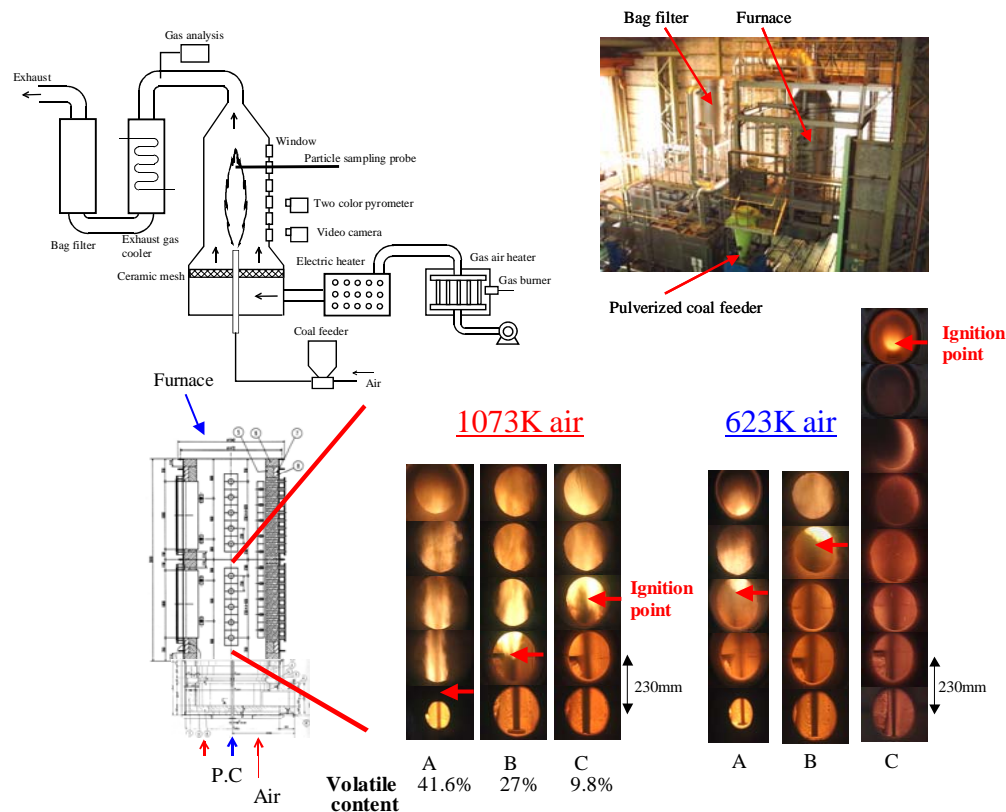 Gas analysis
Exhaust
Window
Particle sampling probe
Two color pyrometer
Video camera
Bag filter
Exhaust gas
cooler
Ceramic mesh
Electric heater
Gas air heater
Gas burner
Coal feeder
Air
Bag filter
Furnace
Pulverized coal feeder
Ignition
point
Furnace
1073K air
623K air
Ignition
point
230mm
230mm
P.C
Air
A
B
C
A
B
C
Volatile
content
41.6%
27%
9.8%